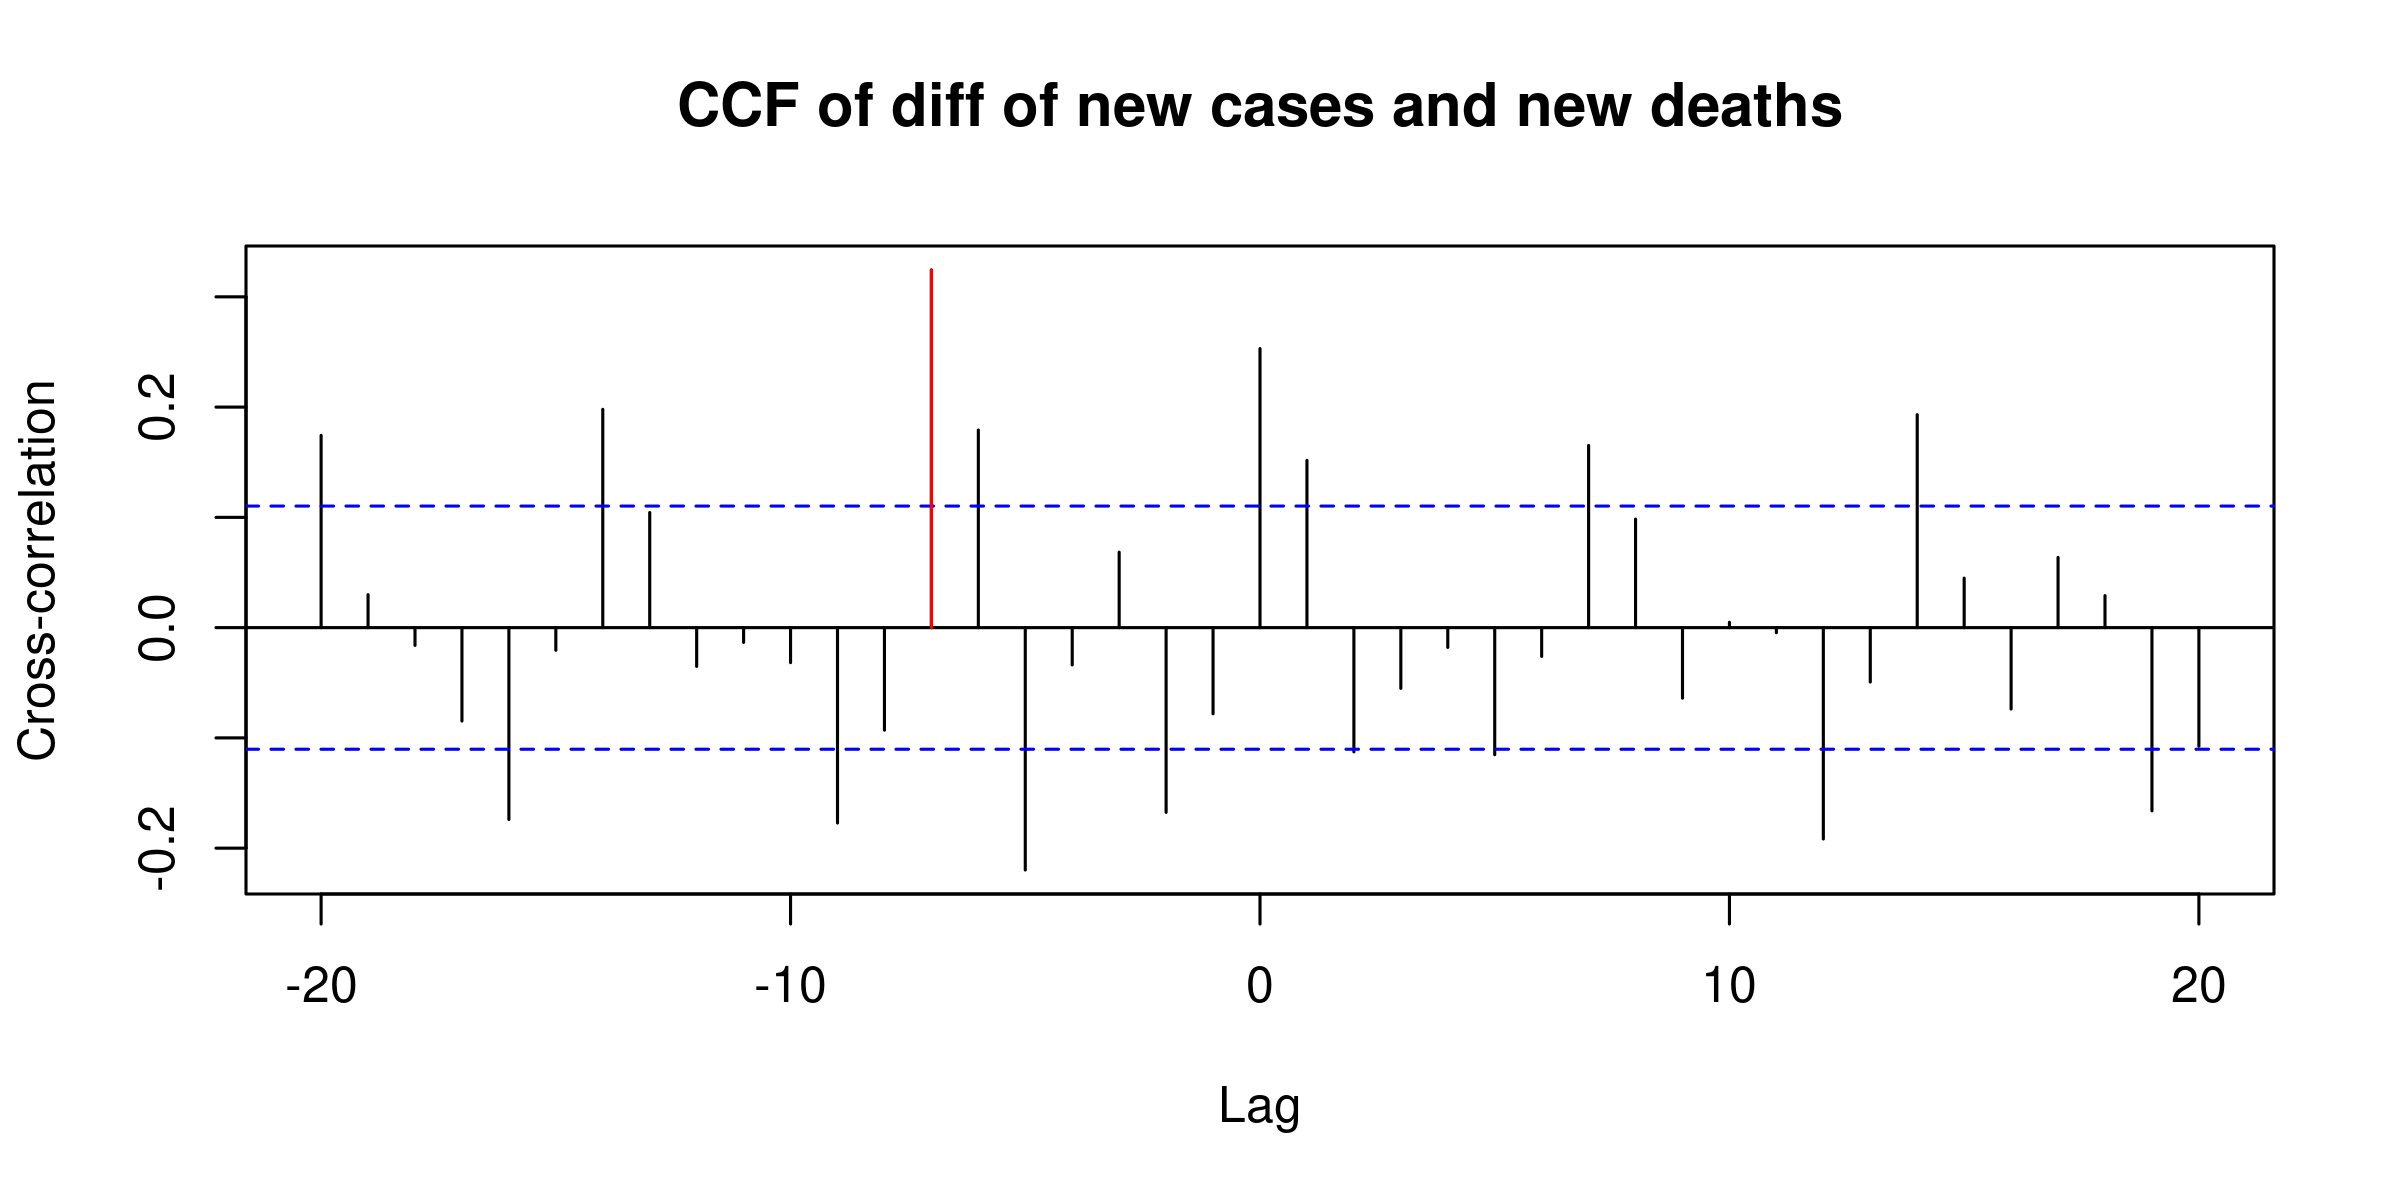 CCF of diff of new cases and new deaths
Cross-correlation
0.2
0.0
-0.2
-20 -10 0 10 20
Lag